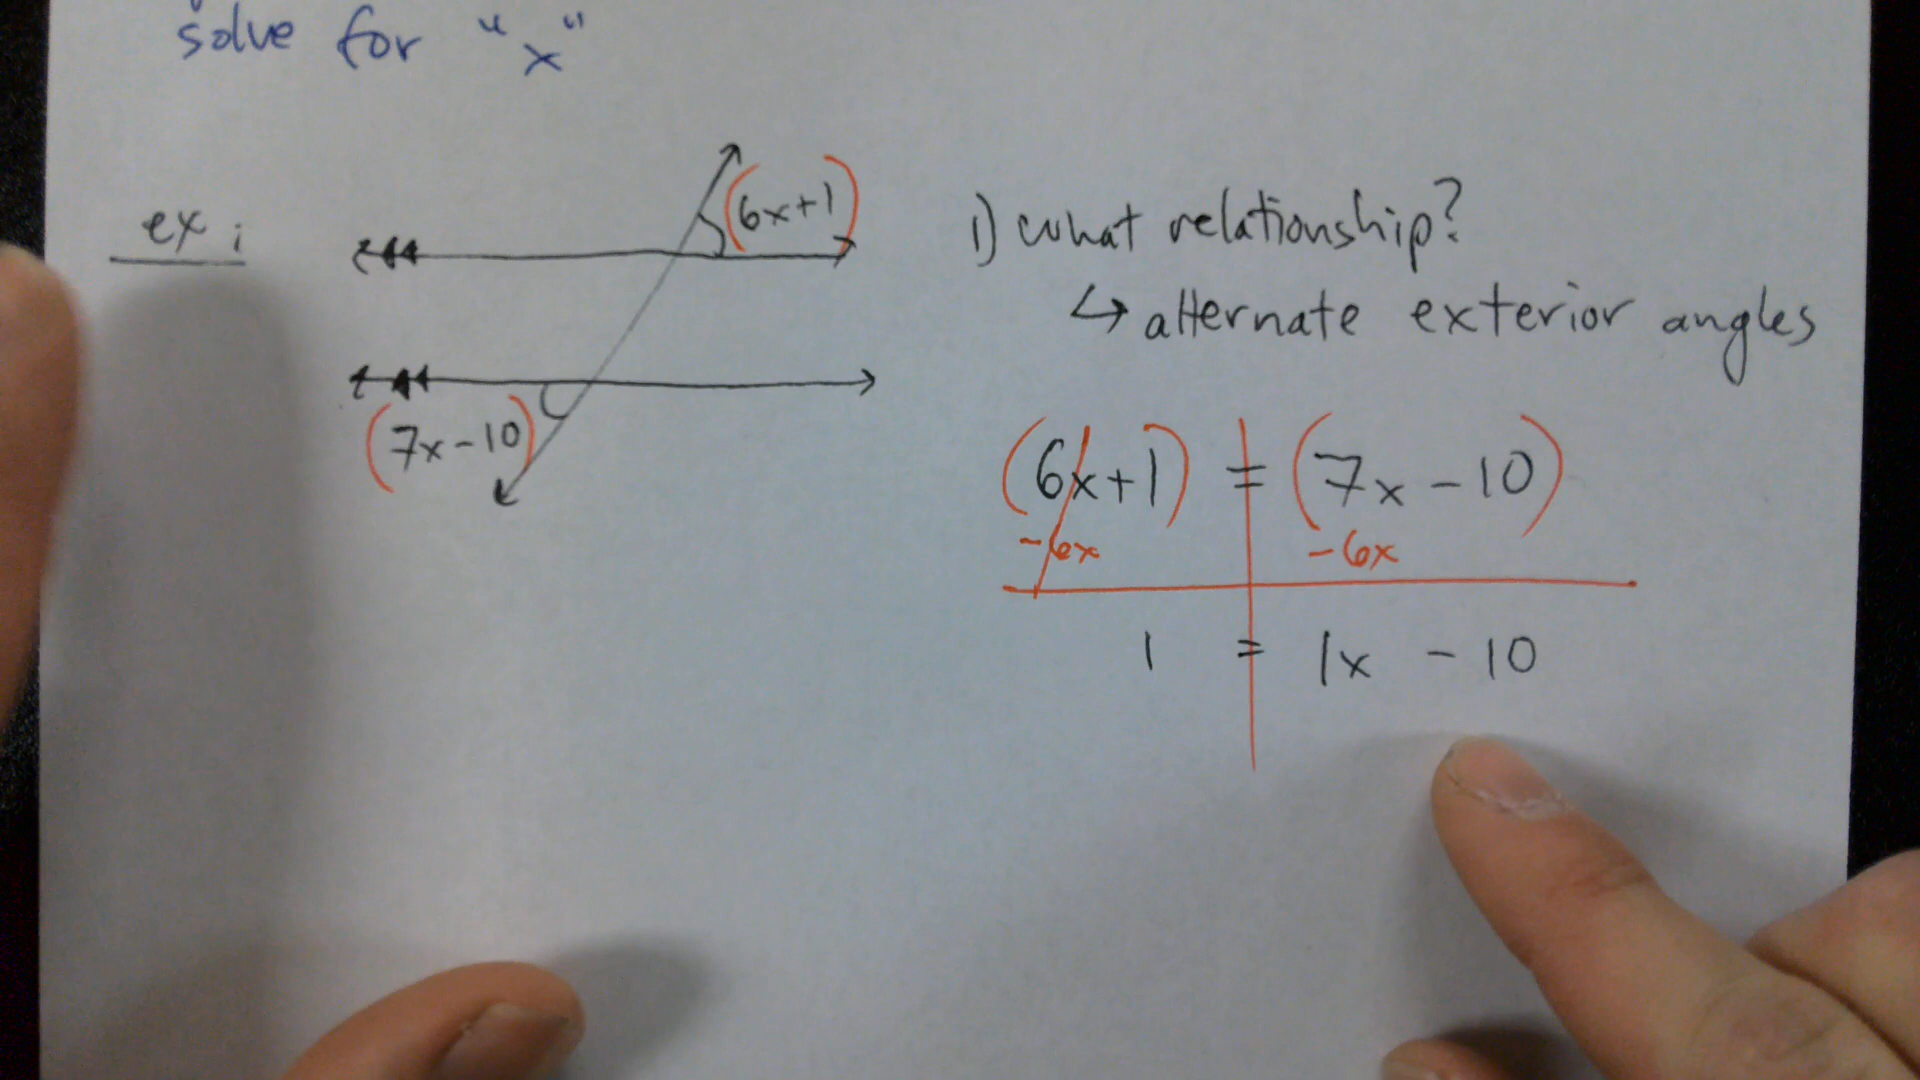 solve for "x"
ex i
(6x+1)
(7x-10)
1) what relationship?
↳ alternate exterior angles
(6x+1) = (7x-10)
-6x -6x
1 = 1x - 10